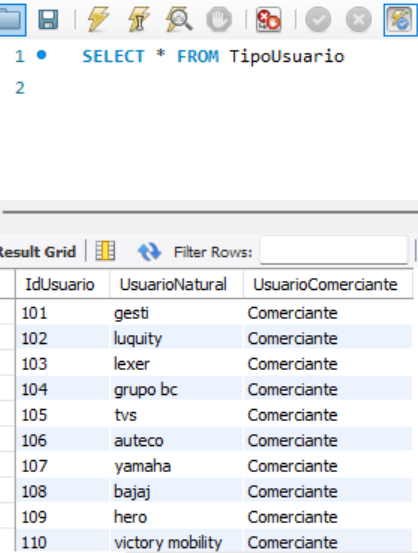 1 SELECT * FROM TipoUsuario
2
Result Grid Filter Rows:
IdUsuario UsuarioNatural UsuarioComerciante
101 gesti Comerciante
102 luquity Comerciante
103 lexer Comerciante
104 grupo bc Comerciante
105 tvs Comerciante
106 auteco Comerciante
107 yamaha Comerciante
108 bajaj Comerciante
109 hero Comerciante
110 victory mobility Comerciante